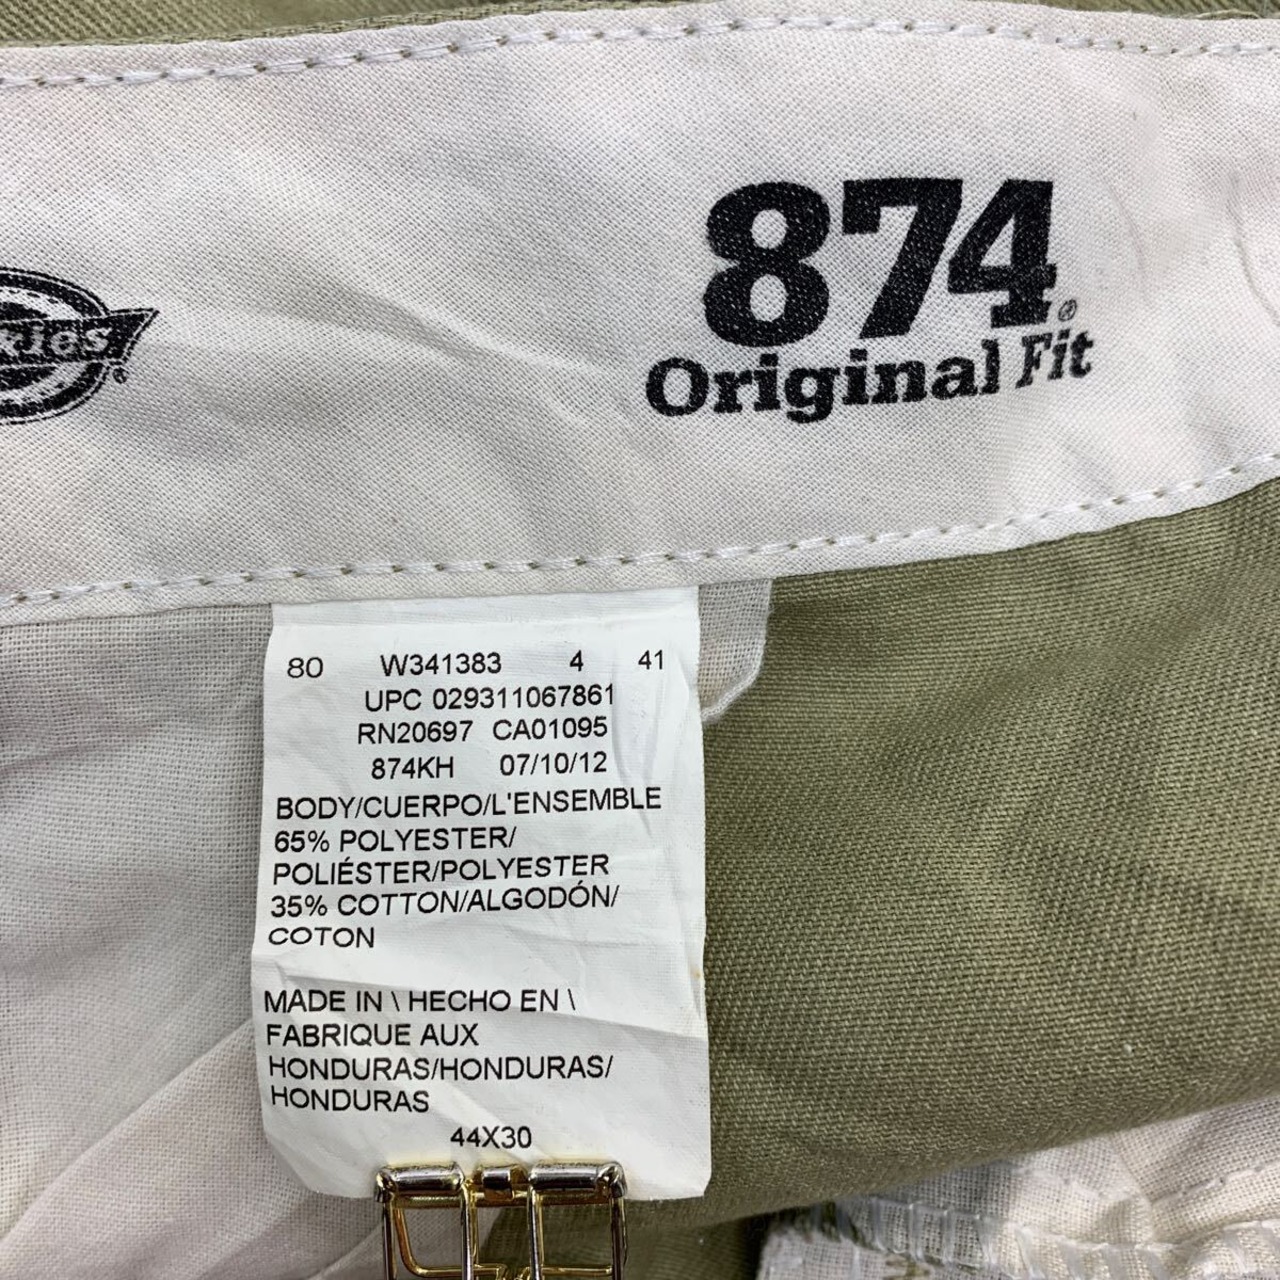 874®
Original Fit
80 W341383 4 41
UPC 029311067861
RN20697 CA01095
874KH 07/10/12
BODY/CUERPO/L'ENSEMBLE
65% POLYESTER/
POLIÉSTER/POLYESTER
35% COTTON/ALGODÓN/
COTON
MADE IN \ HECHO EN \
FABRIQUE AUX
HONDURAS/HONDURAS/
HONDURAS
44X30